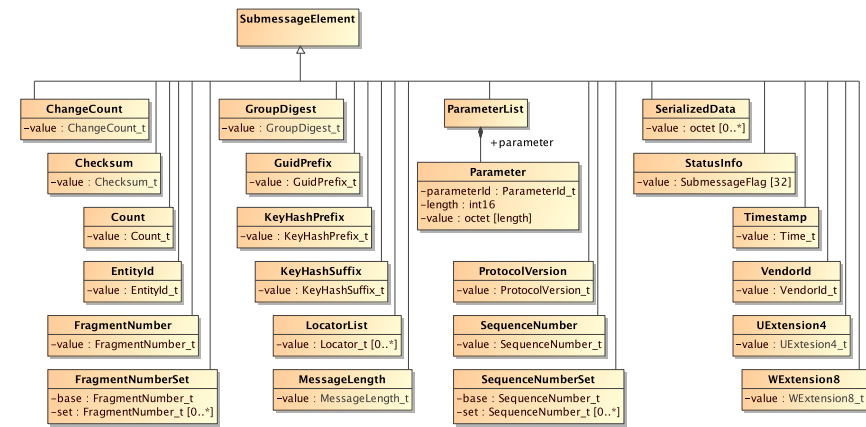 SubmessageElement
ChangeCount
-value : ChangeCount_t
Checksum
-value : Checksum_t
Count
-value : Count_t
EntityId
-value : EntityId_t
FragmentNumber
-value : FragmentNumber_t
FragmentNumberSet
-base : FragmentNumber_t
-set : FragmentNumber_t [0..*]
GroupDigest
-value : GroupDigest_t
GuidPrefix
-value : GuidPrefix_t
KeyHashPrefix
-value : KeyHashPrefix_t
KeyHashSuffix
-value : KeyHashSuffix_t
LocatorList
-value : Locator_t [0..*]
MessageLength
-value : MessageLength_t
ParameterList
+parameter
Parameter
-parameterId : ParameterId_t
-length : int16
-value : octet [length]
ProtocolVersion
-value : ProtocolVersion_t
SequenceNumber
-value : SequenceNumber_t
SequenceNumberSet
-base : SequenceNumber_t
-set : SequenceNumber_t [0..*]
SerializedData
-value : octet [0..*]
StatusInfo
-value : SubmessageFlag [32]
Timestamp
-value : Time_t
VendorId
-value : VendorId_t
UExtension4
-value : UExtesion4_t
WExtension8
-value : WExtension8_t